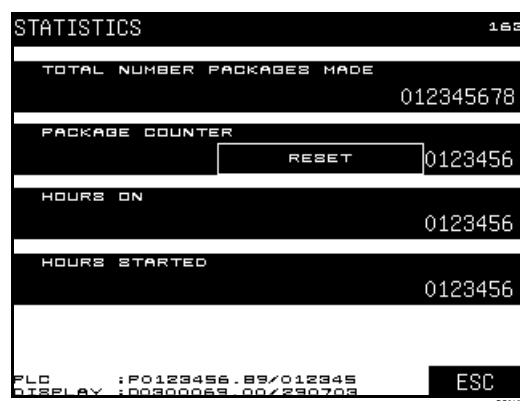 STATISTICS 163
TOTAL NUMBER PACKAGES MADE
012345678
PACKAGE COUNTER
RESET 0123456
HOURS ON
0123456
HOURS STARTED
0123456
PLC :P0123456.89/012345
DISPLAY :D0300069.00/290703
ESC